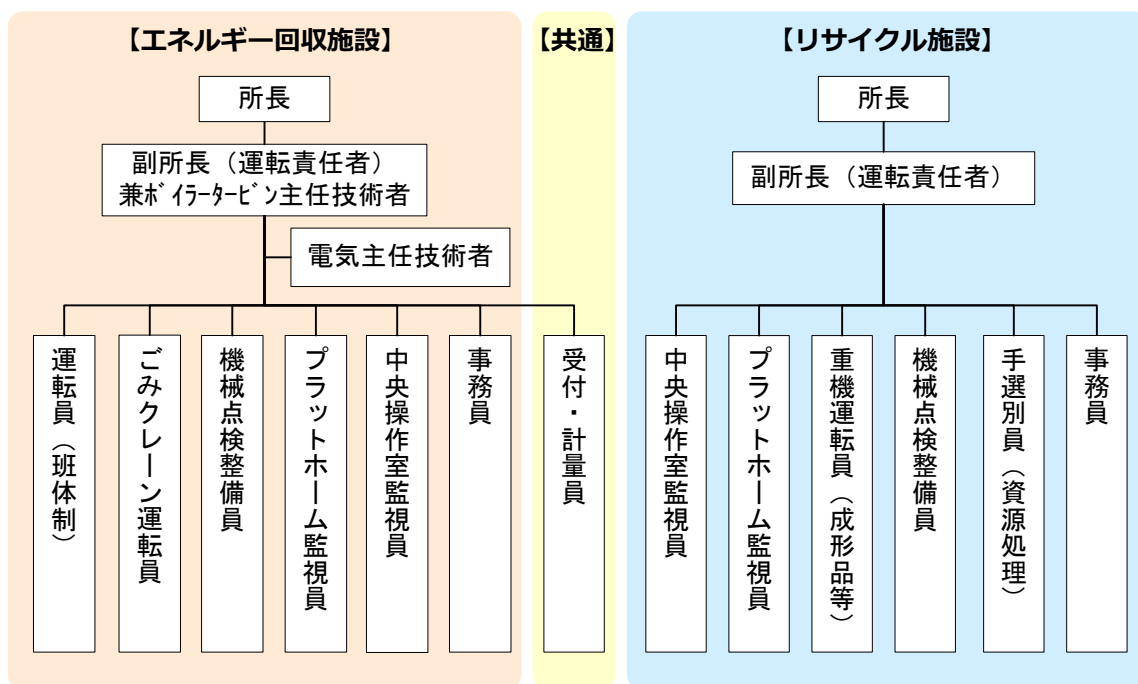 【エネルギー回収施設】
【共通】
【リサイクル施設】
所長
副所長（運転責任者）
兼ﾎﾞｲﾗｰﾀｰﾋﾞﾝ主任技術者
電気主任技術者
運転員（班体制）
ごみクレーン運転員
機械点検整備員
プラットホーム監視員
中央操作室監視員
事務員
受付・計量員
所長
副所長（運転責任者）
中央操作室監視員
プラットホーム監視員
重機運転員（成形品等）
機械点検整備員
手選別員（資源処理）
事務員